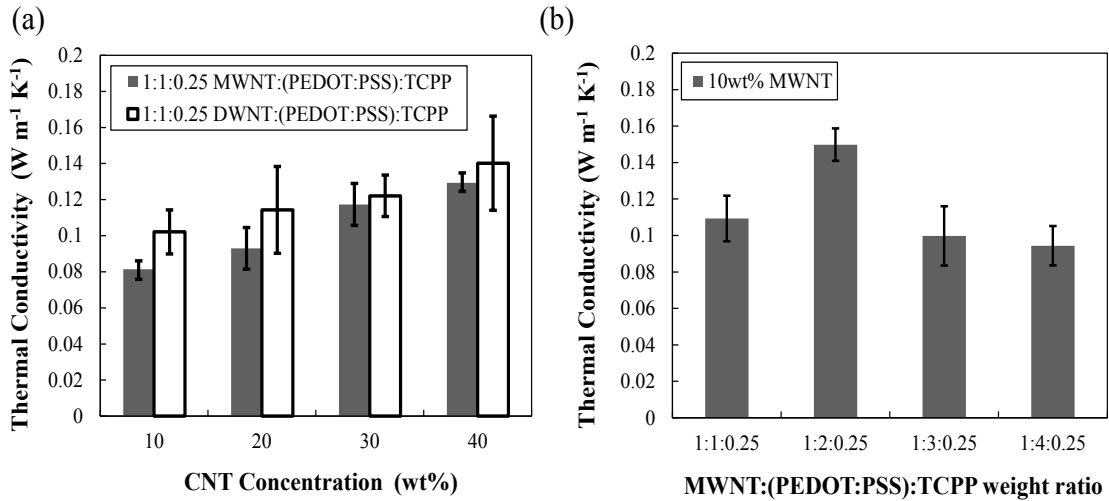 (a)
Thermal Conductivity (W m⁻¹ K⁻¹)
0.2
0.18
0.16
0.14
0.12
0.1
0.08
0.06
0.04
0.02
0
1:1:0.25 MWNT:(PEDOT:PSS):TCPP
1:1:0.25 DWNT:(PEDOT:PSS):TCPP
10 20 30 40
CNT Concentration (wt%)
(b)
Thermal Conductivity (W m⁻¹ K⁻¹)
0.2
0.18
0.16
0.14
0.12
0.1
0.08
0.06
0.04
0.02
0
10wt% MWNT
1:1:0.25 1:2:0.25 1:3:0.25 1:4:0.25
MWNT:(PEDOT:PSS):TCPP weight ratio